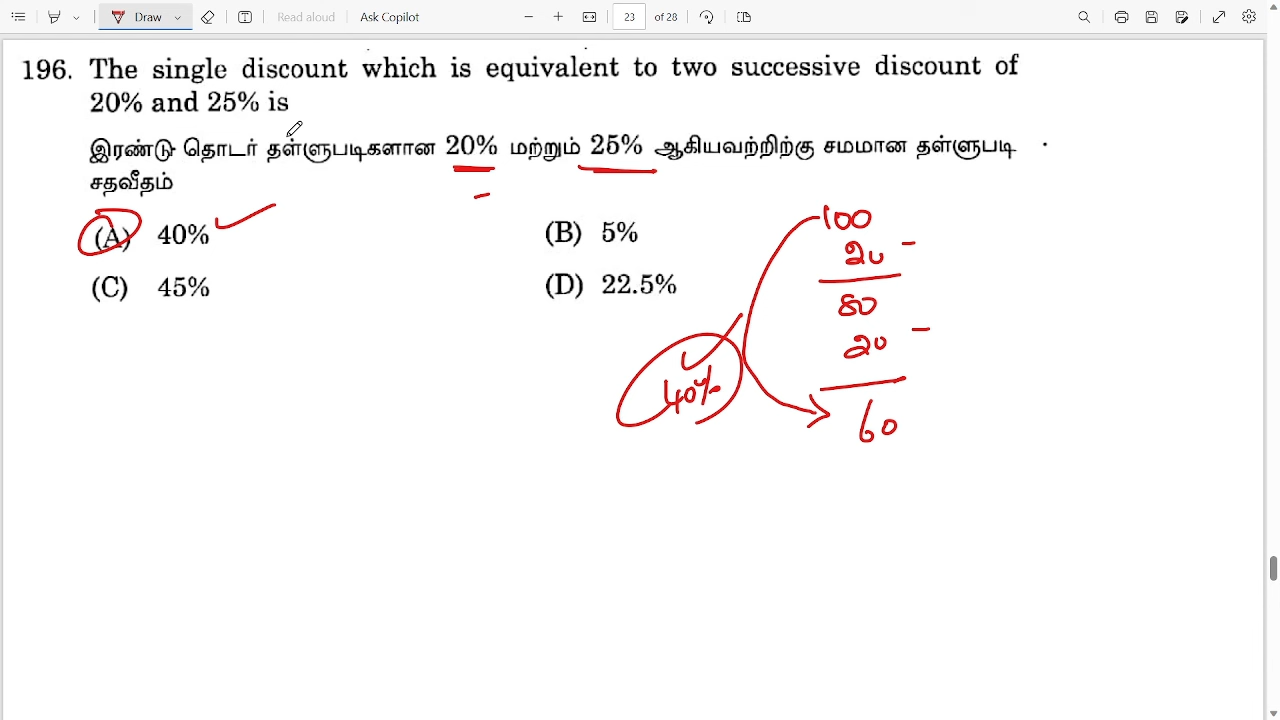 Draw
Read aloud
Ask Copilot
23
of 28
196. The single discount which is equivalent to two successive discount of
20% and 25% is
இரண்டு தொடர் தள்ளுபடிகளான 20% மற்றும் 25% ஆகியவற்றிற்கு சமமான தள்ளுபடி
சதவீதம்
(A) 40%
(B) 5%
(C) 45%
(D) 22.5%
100
20 -
80
20 -
60
40%